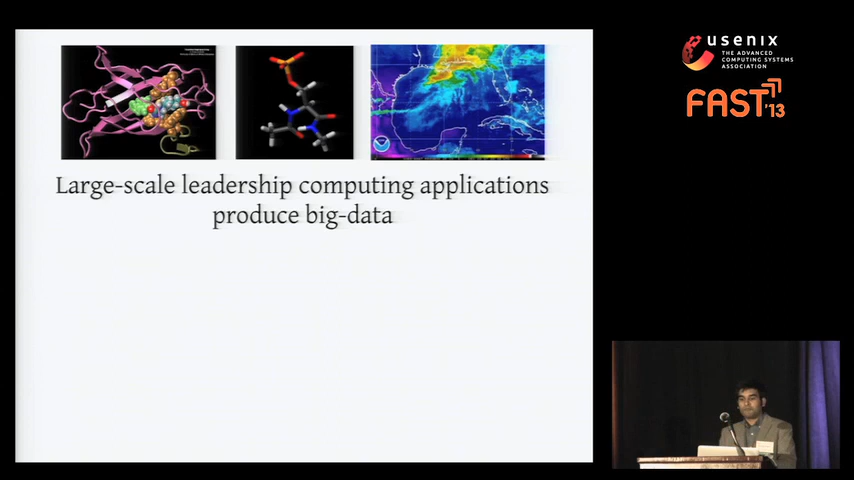 Large-scale leadership computing applications
produce big-data
usenix
THE ADVANCED
COMPUTING SYSTEMS
ASSOCIATION
FAST'13